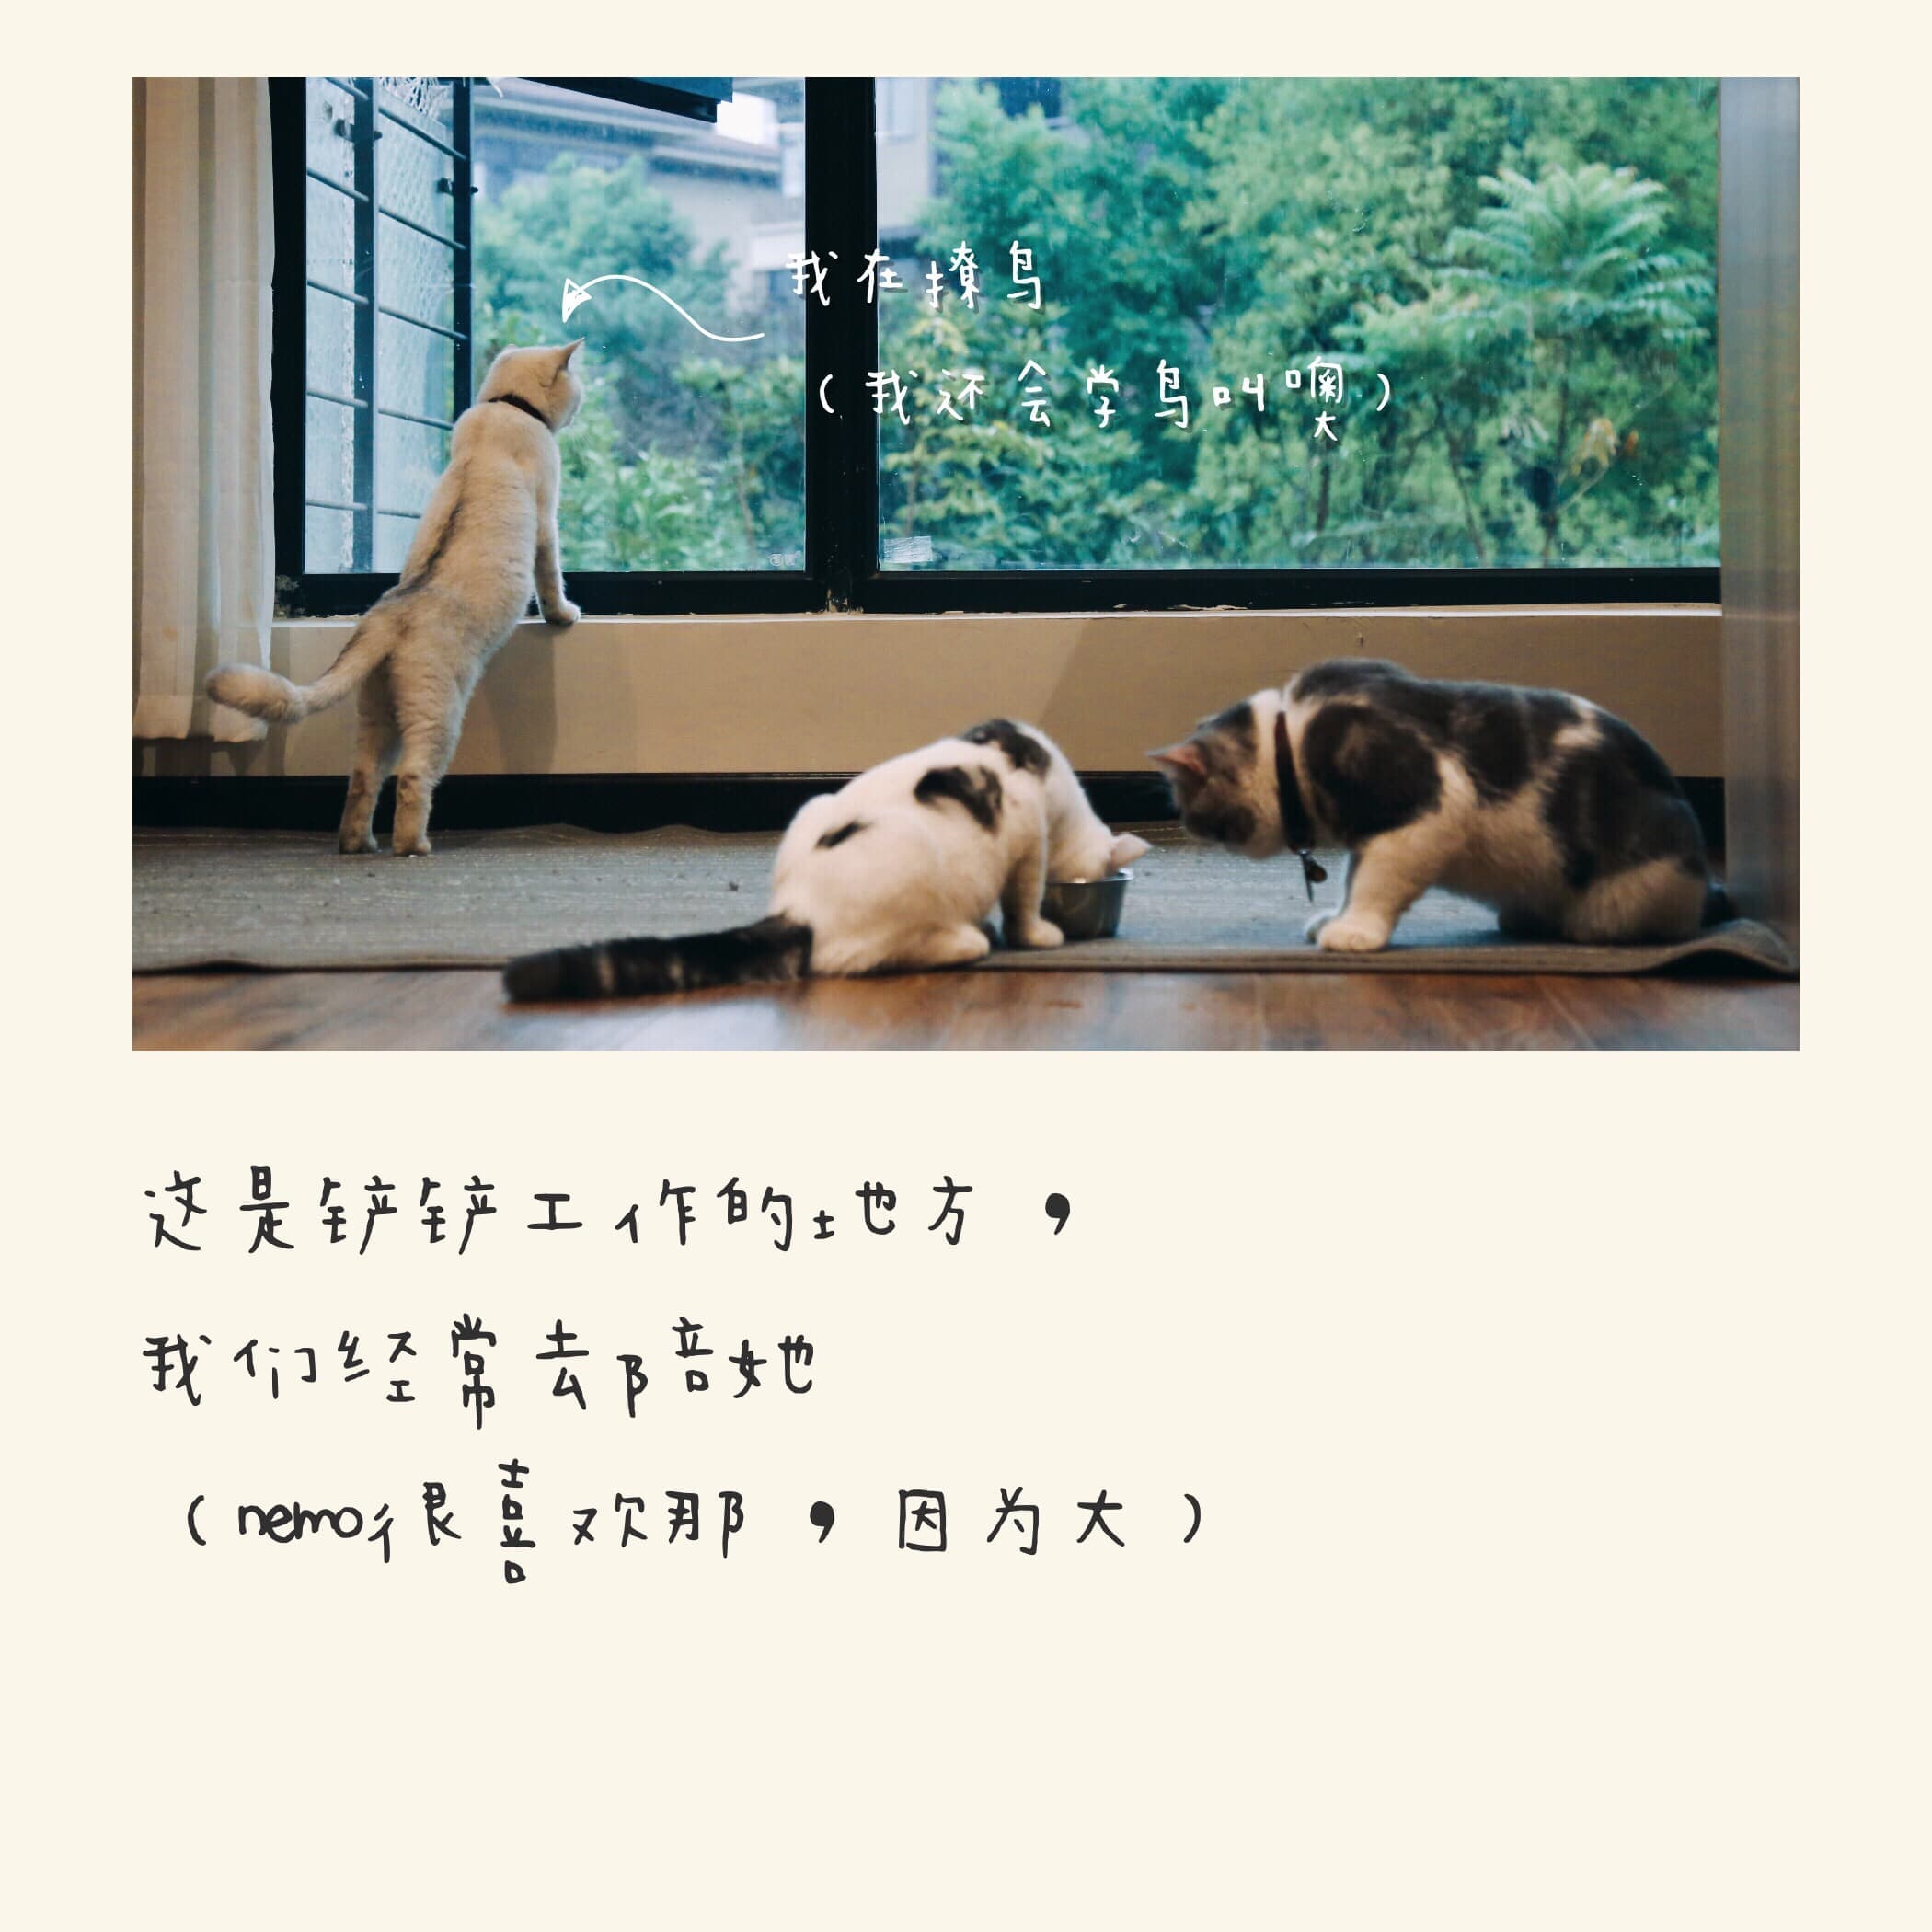 我在撩鸟
（我还会学鸟叫噢）
这是铲铲工作的地方，
我们经常去陪她
（nemo很喜欢那，因为大）